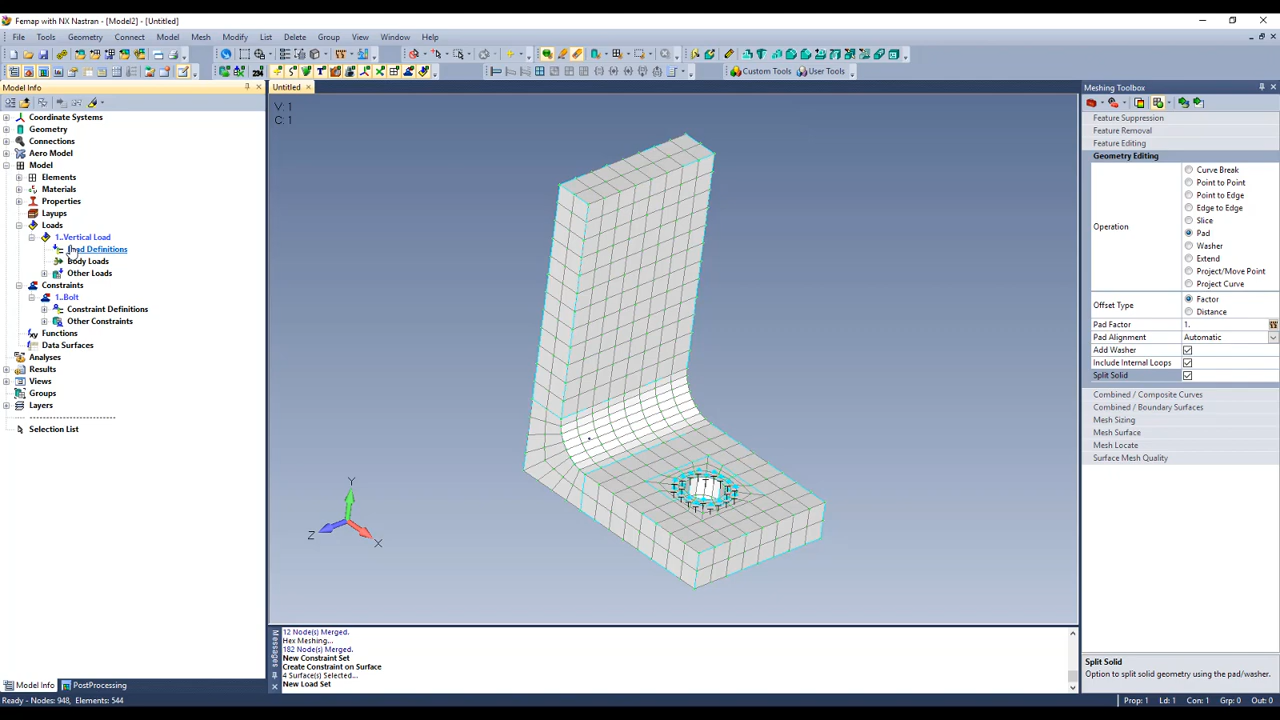 Femap with NX Nastran - [Model2] - [Untitled]
File Tools Geometry Connect Model Mesh Modify List Delete Group View Window Help
Custom Tools User Tools
Model Info
Coordinate Systems
Geometry
Connections
Aero Model
Model
Elements
Materials
Properties
Layups
Loads
1..Vertical Load
Load Definitions
Body Loads
Other Loads
Constraints
1..Bolt
Constraint Definitions
Other Constraints
Functions
Data Surfaces
Analyses
Results
Views
Groups
Layers
Selection List
Model Info PostProcessing
Untitled
V: 1
C: 1
Y
Z
X
Messages
12 Node(s) Merged.
Hex Meshing...
182 Node(s) Merged.
New Constraint Set
Create Constraint on Surface
4 Surface(s) Selected...
New Load Set
Meshing Toolbox
Feature Suppression
Feature Removal
Feature Editing
Geometry Editing
Operation
Curve Break
Point to Point
Point to Edge
Edge to Edge
Slice
Pad
Washer
Extend
Project/Move Point
Project Curve
Offset Type
Factor
Distance
Pad Factor 1.
Pad Alignment Automatic
Add Washer
Include Internal Loops
Split Solid
Combined / Composite Curves
Combined / Boundary Surfaces
Mesh Sizing
Mesh Surface
Mesh Locate
Surface Mesh Quality
Split Solid
Option to split solid geometry using the pad/washer.
Ready - Nodes: 948, Elements: 544
Prop: 1 Ld: 1 Con: 1 Grp: 0 Out: 0